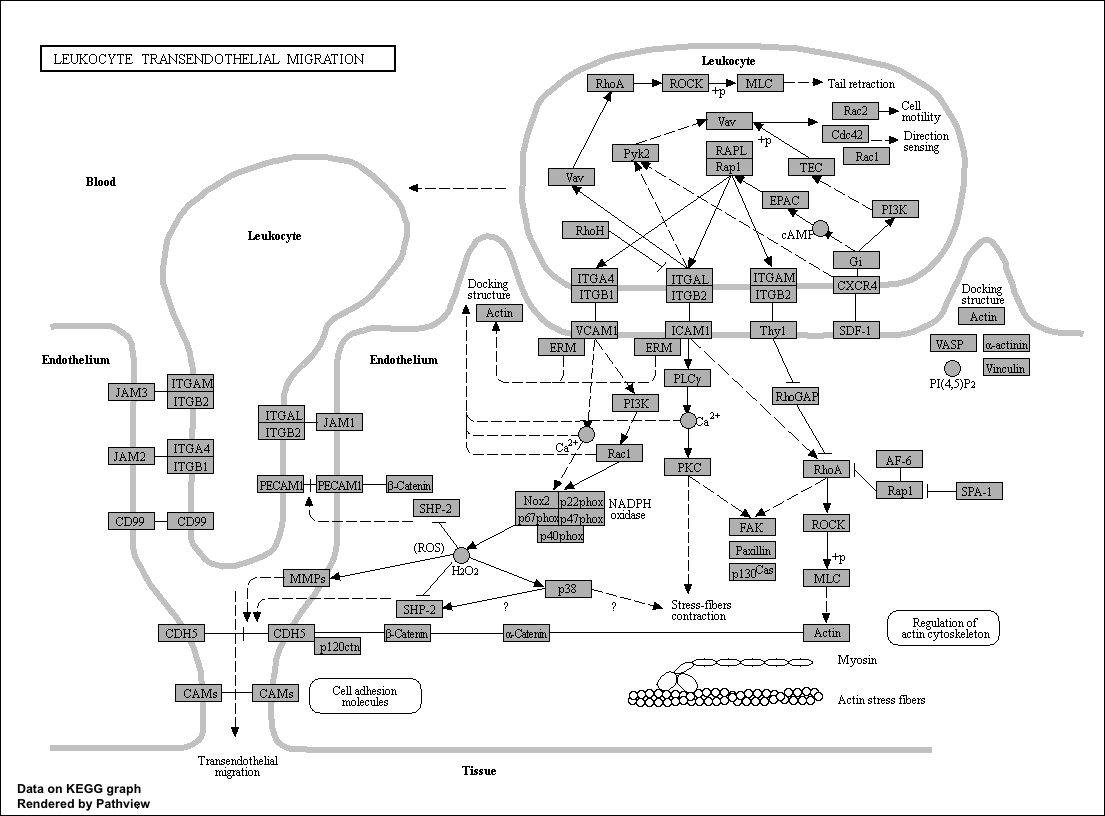 LEUKOCYTE TRANSENDOTHELIAL MIGRATION
Leukocyte
RhoA
ROCK
+p
MLC
Tail retraction
Vav
+p
Rac2
Cell
motility
Cdc42
Direction
sensing
Rac1
Pyk2
RAPL
Rap1
TEC
Vav
EPAC
PI3K
cAMP
RhoH
Gi
ITGA4
ITGB1
ITGAL
ITGB2
ITGAM
ITGB2
CXCR4
Blood
Leukocyte
Docking
structure
Actin
VCAM1
ICAM1
Thy1
SDF-1
ERM
ERM
Docking
structure
Actin
VASP
α-actinin
PI(4,5)P2
Vinculin
Endothelium
Endothelium
JAM3
ITGAM
ITGB2
ITGAL
ITGB2
JAM1
JAM2
ITGA4
ITGB1
PECAM1
PECAM1
β-Catenin
CD99
CD99
PLCγ
PI3K
Ca2+
Ca2+
Rac1
PKC
RhoGAP
RhoA
AF-6
Rap1
SPA-1
Nox2
p22phox
p67phox
p47phox
p40phox
NADPH
oxidase
SHP-2
(ROS)
H2O2
FAK
Paxillin
p130Cas
ROCK
+p
MLC
MMPs
p38
SHP-2
?
?
Stress-fibers
contraction
CDH5
CDH5
p120ctn
β-Catenin
α-Catenin
Actin
Regulation of
actin cytoskeleton
Myosin
Actin stress fibers
CAMs
CAMs
Cell adhesion
molecules
Transendothelial
migration
Tissue
Data on KEGG graph
Rendered by Pathview